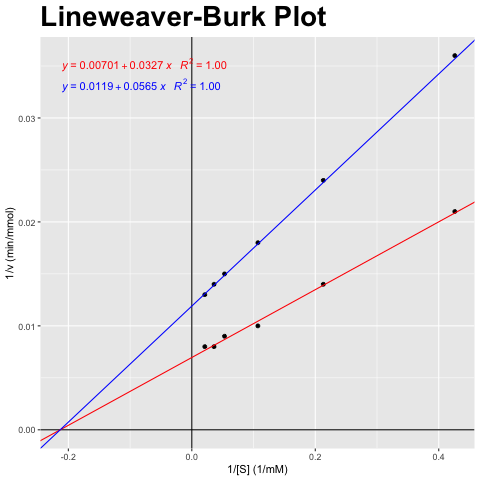 Lineweaver-Burk Plot
y = 0.00701 + 0.0327 x   R² = 1.00
y = 0.0119 + 0.0565 x   R² = 1.00
0.03
0.02
0.01
0.00
1/v (min/mmol)
-0.2 0.0 0.2 0.4
1/[S] (1/mM)